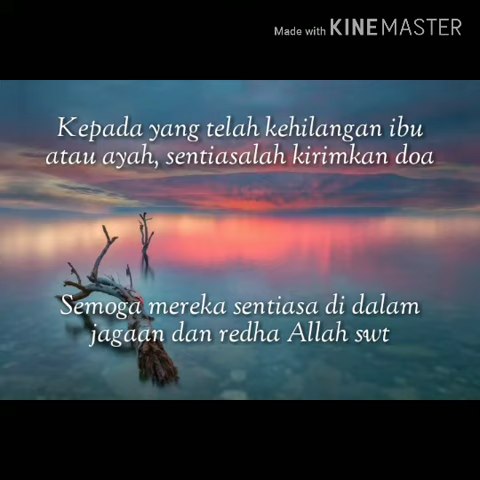 Made with KINEMASTER
Kepada yang telah kehilangan ibu
atau ayah, sentiasalah kirimkan doa
Semoga mereka sentiasa di dalam
jagaan dan redha Allah swt